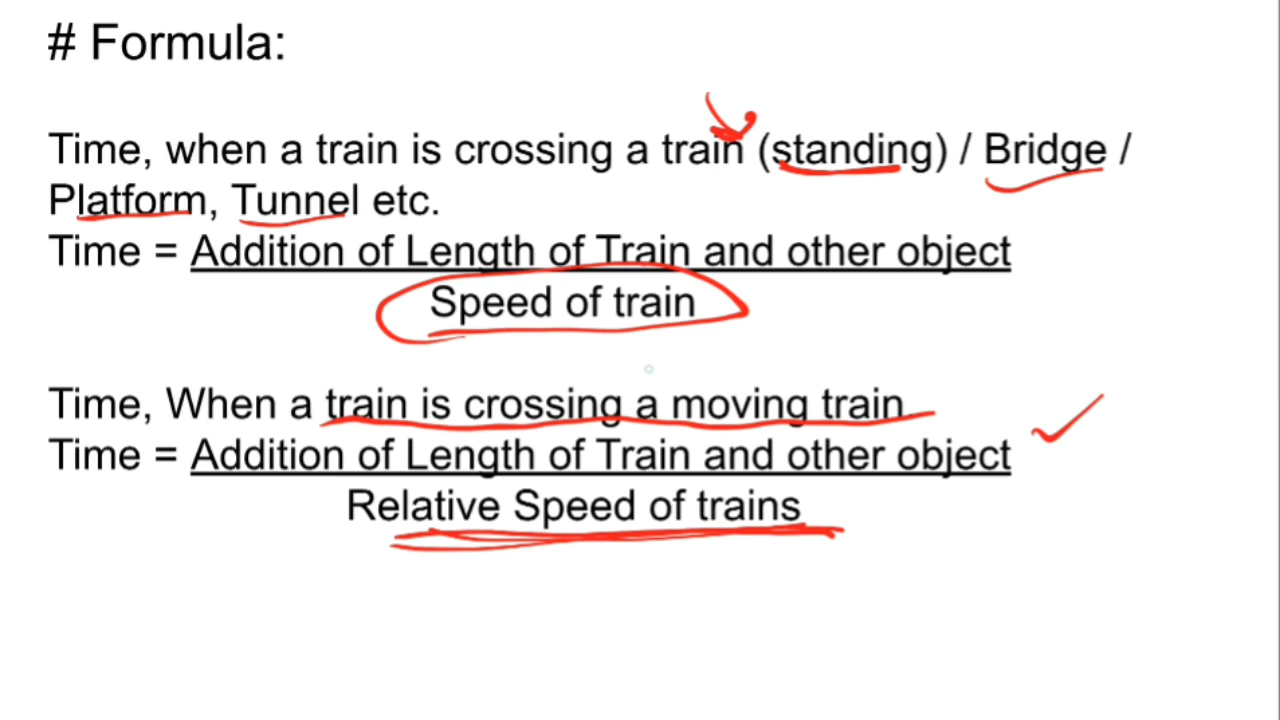 # Formula:
Time, when a train is crossing a train (standing) / Bridge /
Platform, Tunnel etc.
Time = Addition of Length of Train and other object
Speed of train
Time, When a train is crossing a moving train
Time = Addition of Length of Train and other object
Relative Speed of trains